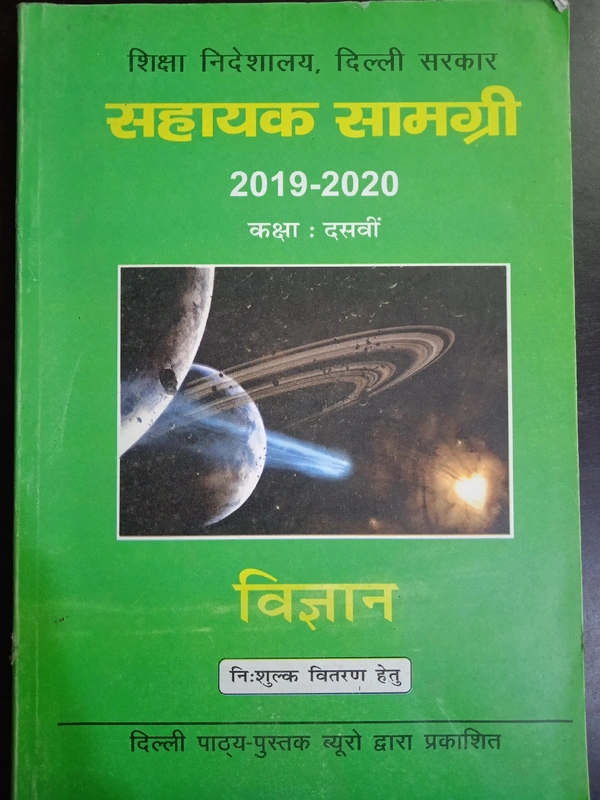 शिक्षा निदेशालय, दिल्ली सरकार
सहायक सामग्री
2019-2020
कक्षा : दसवीं
विज्ञान
नि:शुल्क वितरण हेतु
दिल्ली पाठ्य-पुस्तक ब्यूरो द्वारा प्रकाशित